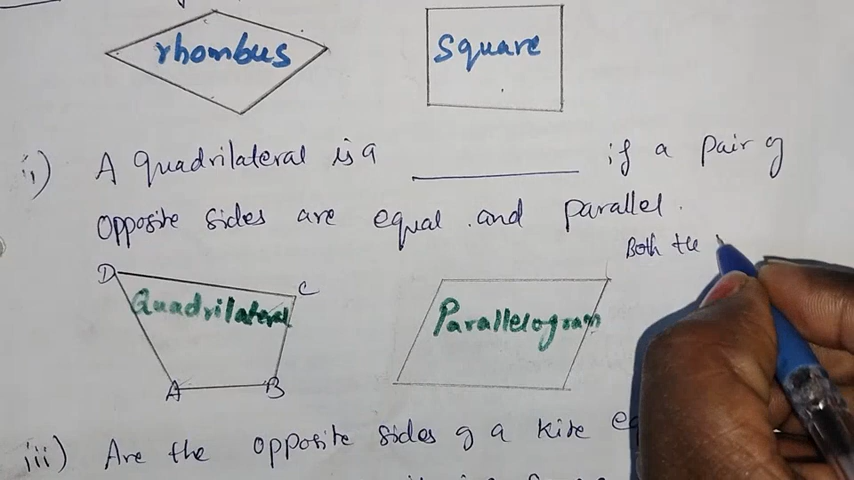 rhombus
Square
ii) A quadrilateral is a __________ if a pair of
opposite sides are equal and parallel.
Both the
D
C
Quadrilateral
Parallelogram
A
B
iii) Are the opposite sides of a kite